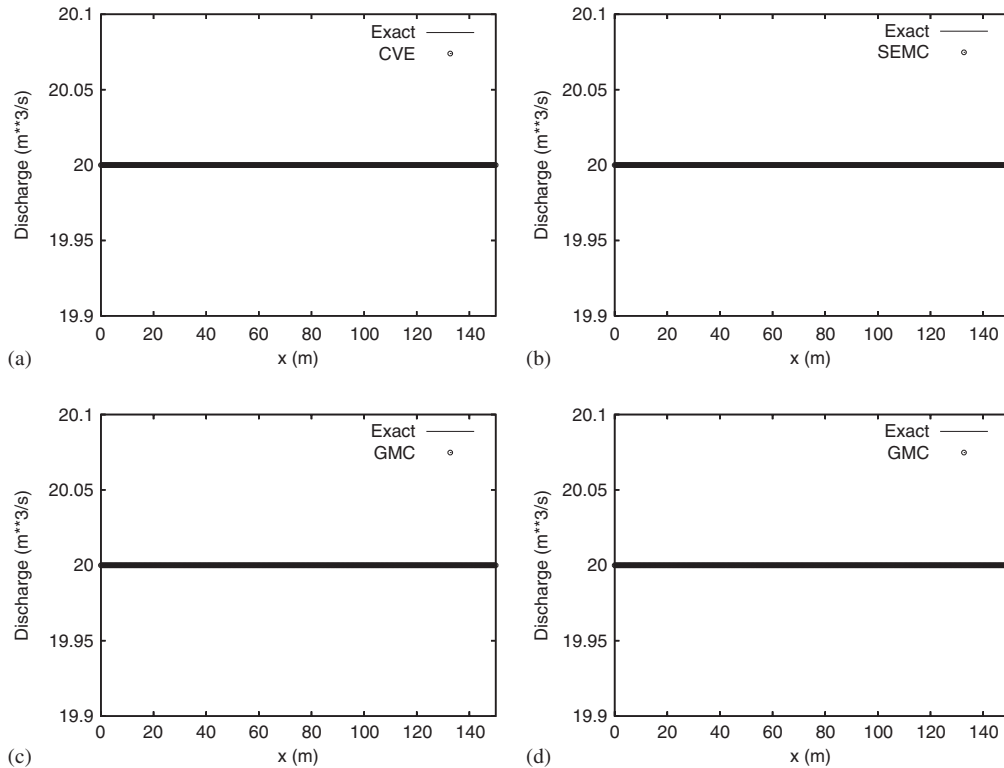 20.1
20.05
20
19.95
19.9
Discharge (m**3/s)
Exact
CVE
0 20 40 60 80 100 120 140
x (m)
(a)
20.1
20.05
20
19.95
19.9
Discharge (m**3/s)
Exact
SEMC
0 20 40 60 80 100 120 140
x (m)
(b)
20.1
20.05
20
19.95
19.9
Discharge (m**3/s)
Exact
GMC
0 20 40 60 80 100 120 140
x (m)
(c)
20.1
20.05
20
19.95
19.9
Discharge (m**3/s)
Exact
GMC
0 20 40 60 80 100 120 140
x (m)
(d)